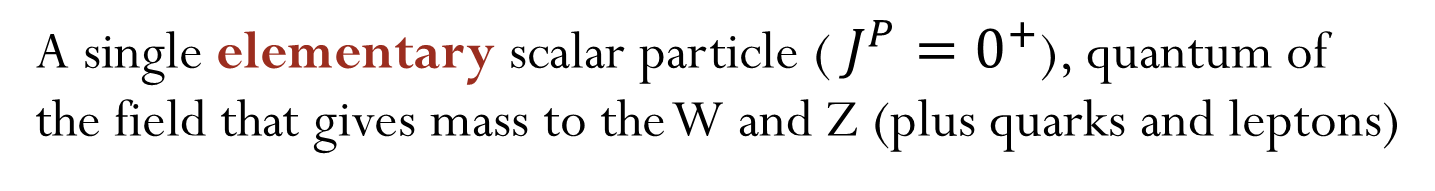 A single elementary scalar particle ( 𝐽ᴾ = 0⁺), quantum of
the field that gives mass to the W and Z (plus quarks and leptons)